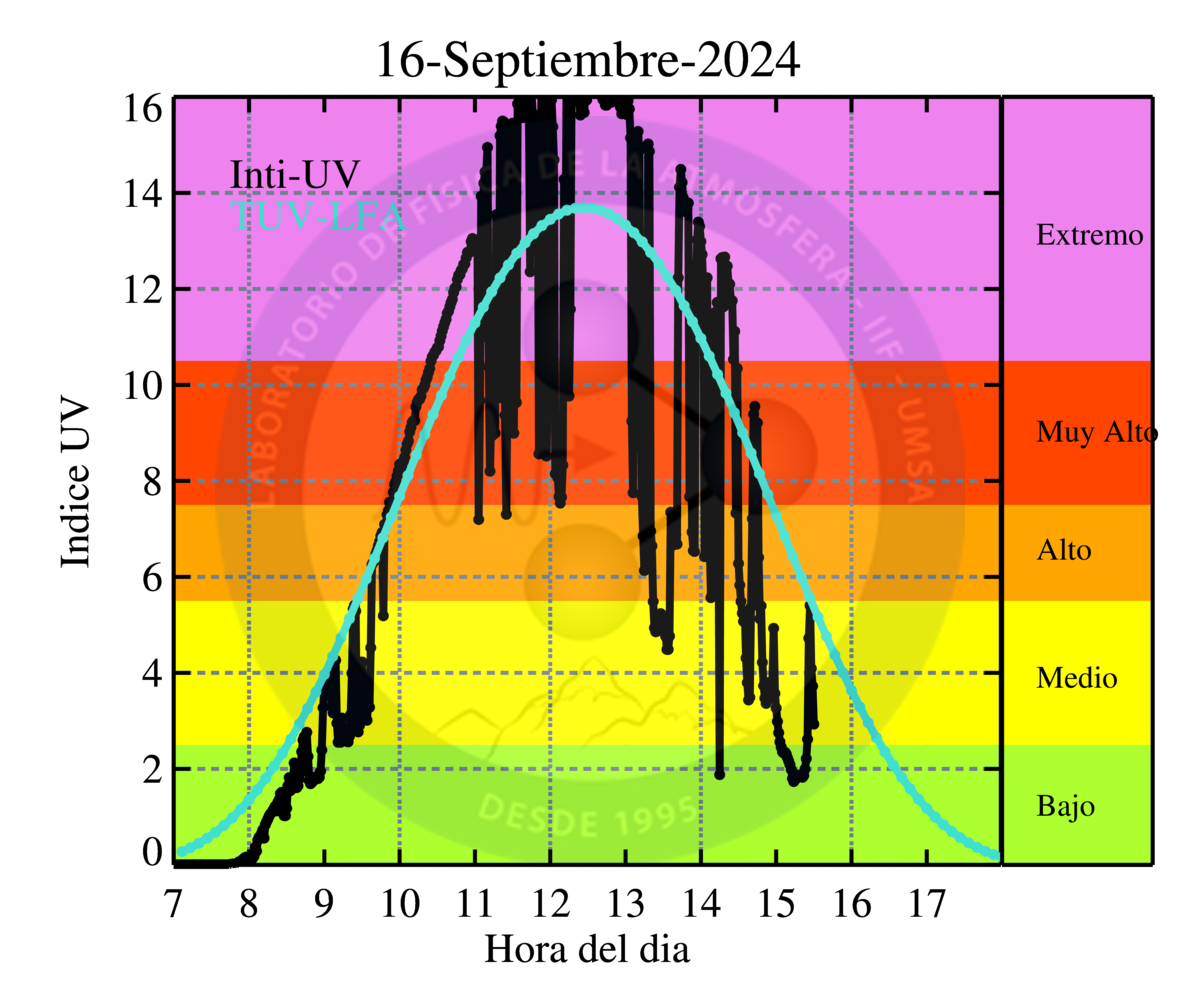 16-Septiembre-2024
Indice UV
16
14
12
10
8
6
4
2
0
Inti-UV
TUV-LFA
LABORATORIO DE FÍSICA DE LA ATMÓSFERA - IIF - UMSA
DESDE 1995
Extremo
Muy Alto
Alto
Medio
Bajo
7 8 9 10 11 12 13 14 15 16 17
Hora del dia